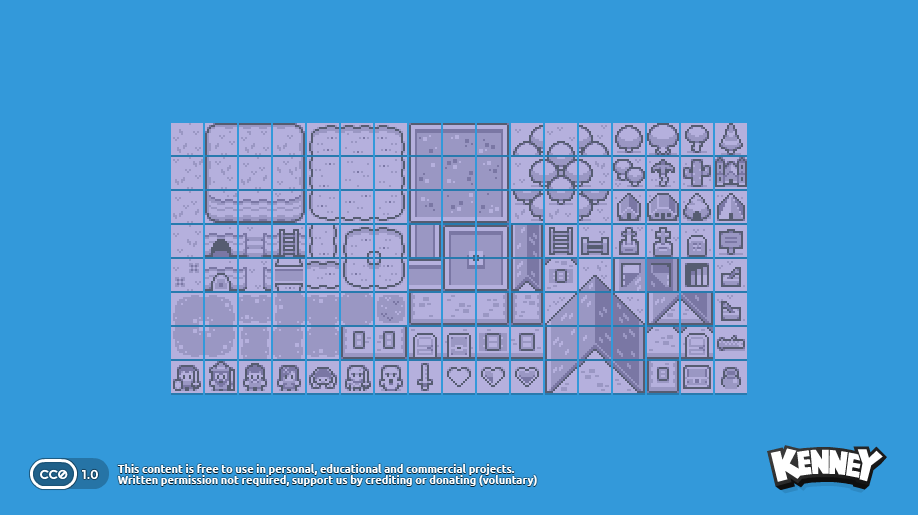 CC0 1.0
This content is free to use in personal, educational and commercial projects.
Written permission not required, support us by crediting or donating (voluntary)
KENNEY